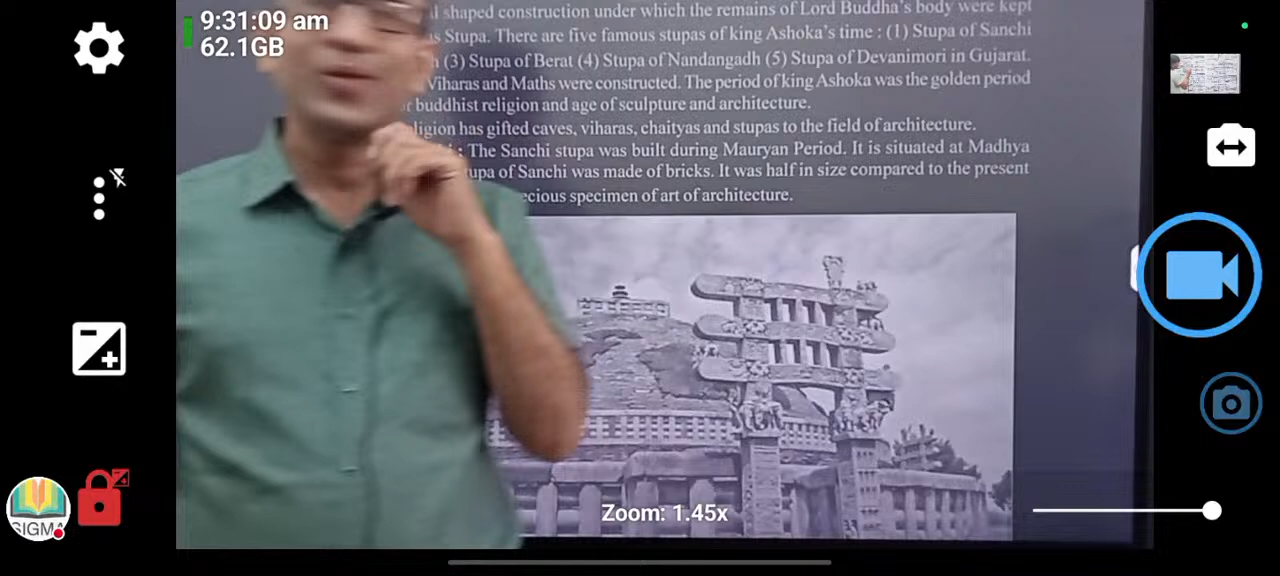 9:31:09 am
62.1GB
shaped construction under which the remains of Lord Buddha's body were kept
Stupa. There are five famous stupas of king Ashoka's time : (1) Stupa of Sanchi
(3) Stupa of Berat (4) Stupa of Nandangadh (5) Stupa of Devanimori in Gujarat.
Viharas and Maths were constructed. The period of king Ashoka was the golden period
buddhist religion and age of sculpture and architecture.
ligion has gifted caves, viharas, chaityas and stupas to the field of architecture.
: The Sanchi stupa was built during Mauryan Period. It is situated at Madhya
upa of Sanchi was made of bricks. It was half in size compared to the present
ecious specimen of art of architecture.
Zoom: 1.45x
SIGMA